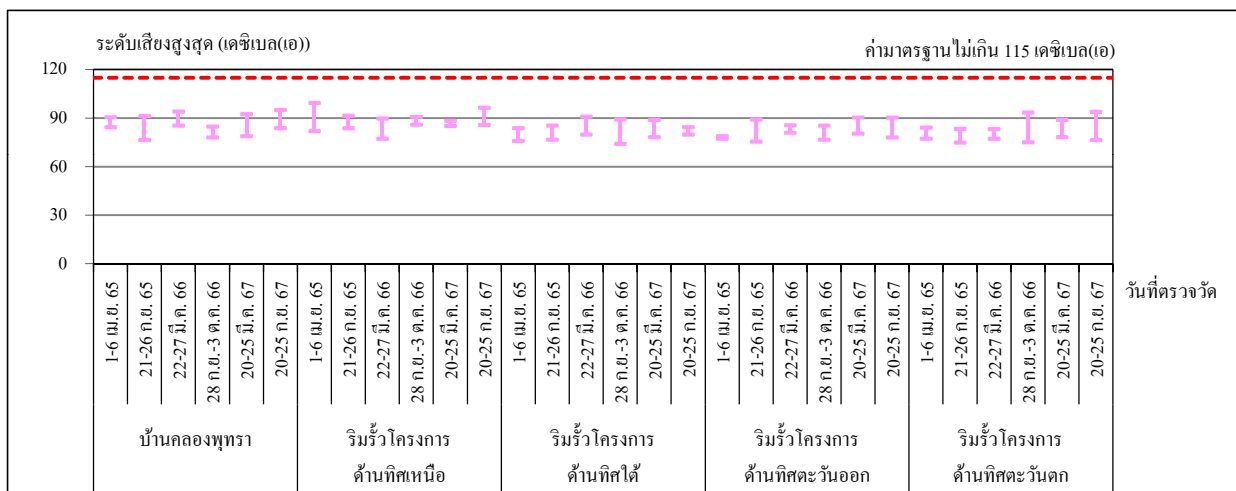 ระดับเสียงสูงสุด (เดซิเบล(เอ))
ค่ามาตรฐานไม่เกิน 115 เดซิเบล(เอ)
120
90
60
30
0
1-6 เม.ย. 65
21-26 ก.ย. 65
22-27 มี.ค. 66
28 ก.ย.-3 ต.ค. 66
20-25 มี.ค. 67
20-25 ก.ย. 67
1-6 เม.ย. 65
21-26 ก.ย. 65
22-27 มี.ค. 66
28 ก.ย.-3 ต.ค. 66
20-25 มี.ค. 67
20-25 ก.ย. 67
1-6 เม.ย. 65
21-26 ก.ย. 65
22-27 มี.ค. 66
28 ก.ย.-3 ต.ค. 66
20-25 มี.ค. 67
20-25 ก.ย. 67
1-6 เม.ย. 65
21-26 ก.ย. 65
22-27 มี.ค. 66
28 ก.ย.-3 ต.ค. 66
20-25 มี.ค. 67
20-25 ก.ย. 67
1-6 เม.ย. 65
21-26 ก.ย. 65
22-27 มี.ค. 66
28 ก.ย.-3 ต.ค. 66
20-25 มี.ค. 67
20-25 ก.ย. 67
วันที่ตรวจวัด
บ้านคลองพุทรา
ริมรั้วโครงการ
ด้านทิศเหนือ
ริมรั้วโครงการ
ด้านทิศใต้
ริมรั้วโครงการ
ด้านทิศตะวันออก
ริมรั้วโครงการ
ด้านทิศตะวันตก